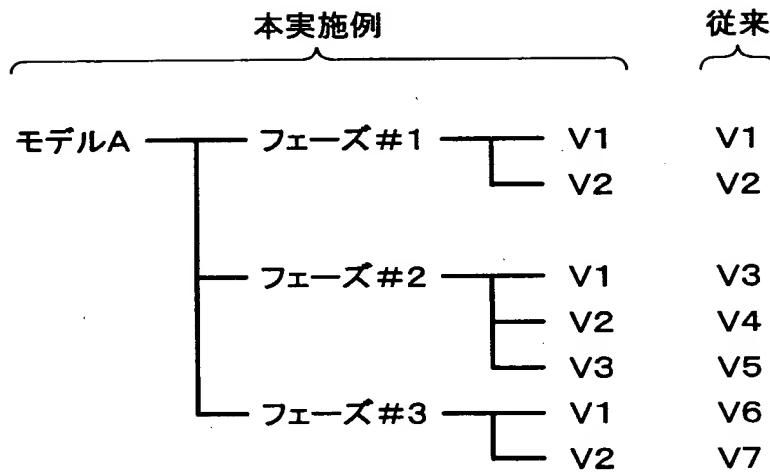 本実施例 従来
モデルA フェーズ#1 V1 V1
V2 V2
フェーズ#2 V1 V3
V2 V4
V3 V5
フェーズ#3 V1 V6
V2 V7